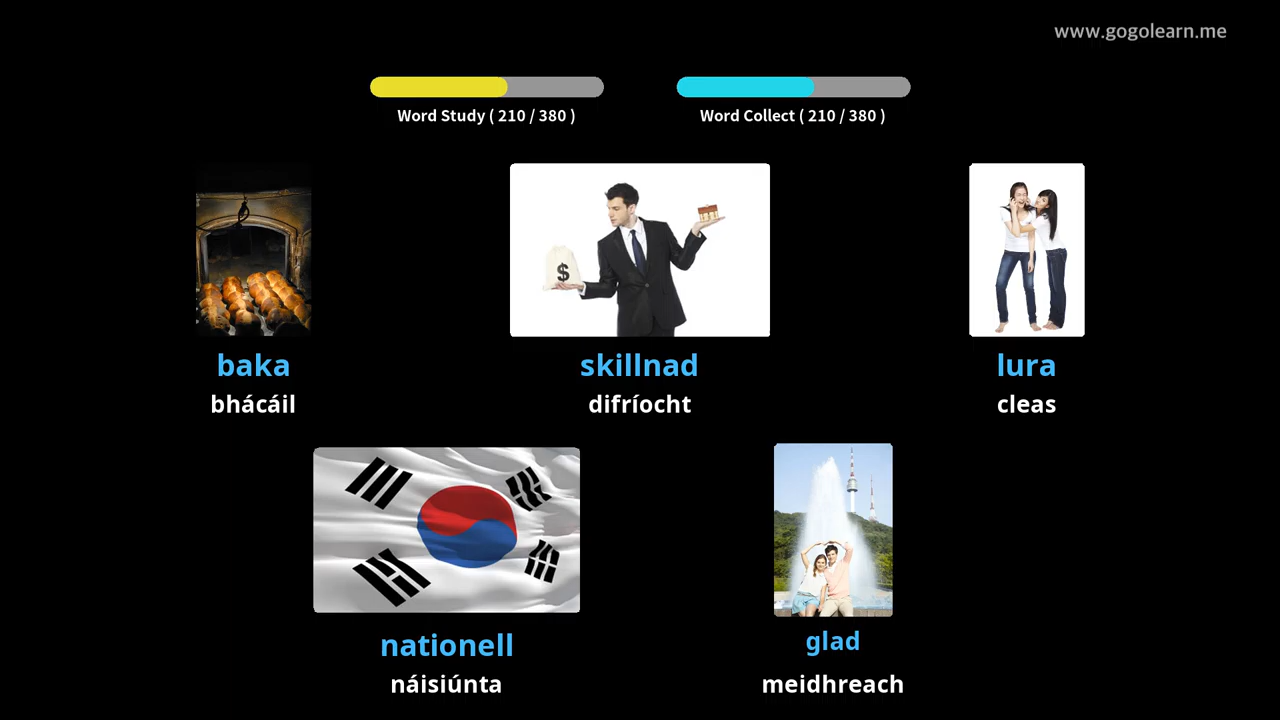 www.gogolearn.me
Word Study ( 210 / 380 )
Word Collect ( 210 / 380 )
$
baka
bhácáil
skillnad
difríocht
lura
cleas
nationell
náisiúnta
glad
meidhreach